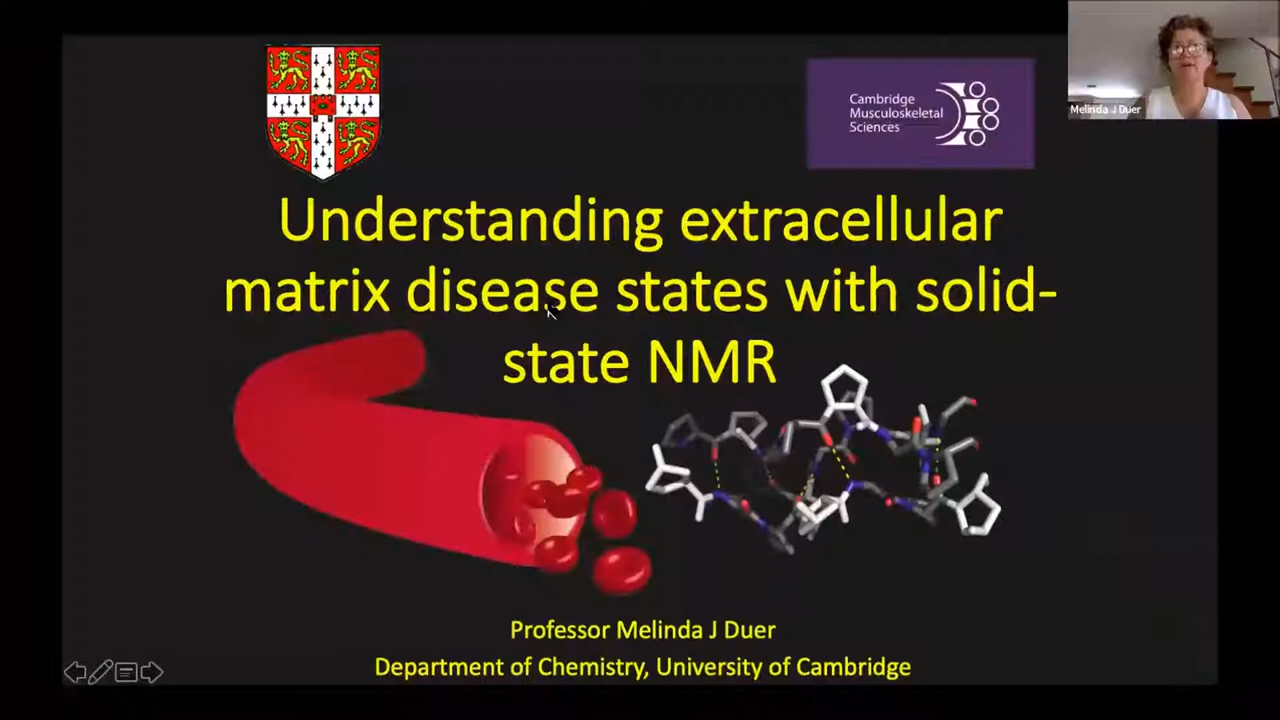 Cambridge
Musculoskeletal
Sciences
Melinda J Duer
Understanding extracellular
matrix disease states with solid-
state NMR
Professor Melinda J Duer
Department of Chemistry, University of Cambridge